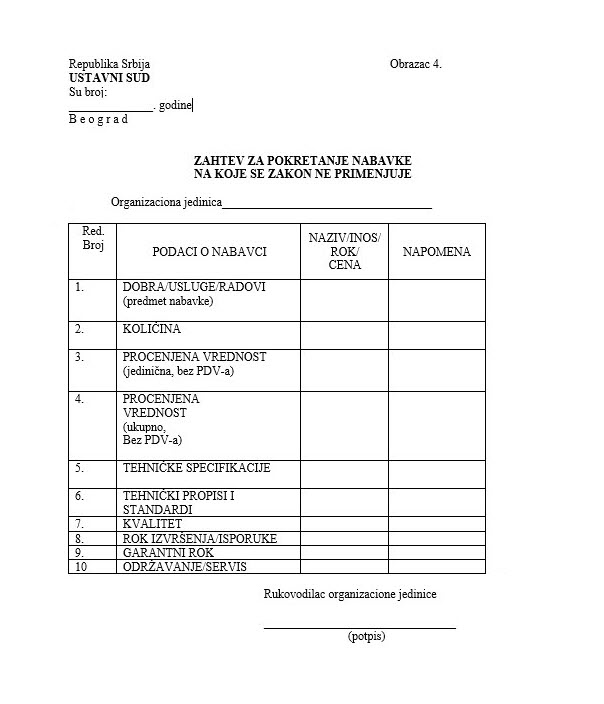 Republika Srbija Obrazac 4.
USTAVNI SUD
Su broj:
______________. godine
B e o g r a d
ZAHTEV ZA POKRETANJE NABAVKE
NA KOJE SE ZAKON NE PRIMENJUJE
Organizaciona jedinica___________________________________
Red.
Broj
PODACI O NABAVCI
NAZIV/INOS/
ROK/
CENA
NAPOMENA
1. DOBRA/USLUGE/RADOVI
(predmet nabavke)
2. KOLIČINA
3. PROCENJENA VREDNOST
(jedinična, bez PDV-a)
4. PROCENJENA
VREDNOST
(ukupno,
Bez PDV-a)
5. TEHNIČKE SPECIFIKACIJE
6. TEHNIČKI PROPISI I
STANDARDI
7. KVALITET
8. ROK IZVRŠENJA/ISPORUKE
9. GARANTNI ROK
10 ODRŽAVANJE/SERVIS
Rukovodilac organizacione jedinice
________________________________
(potpis)